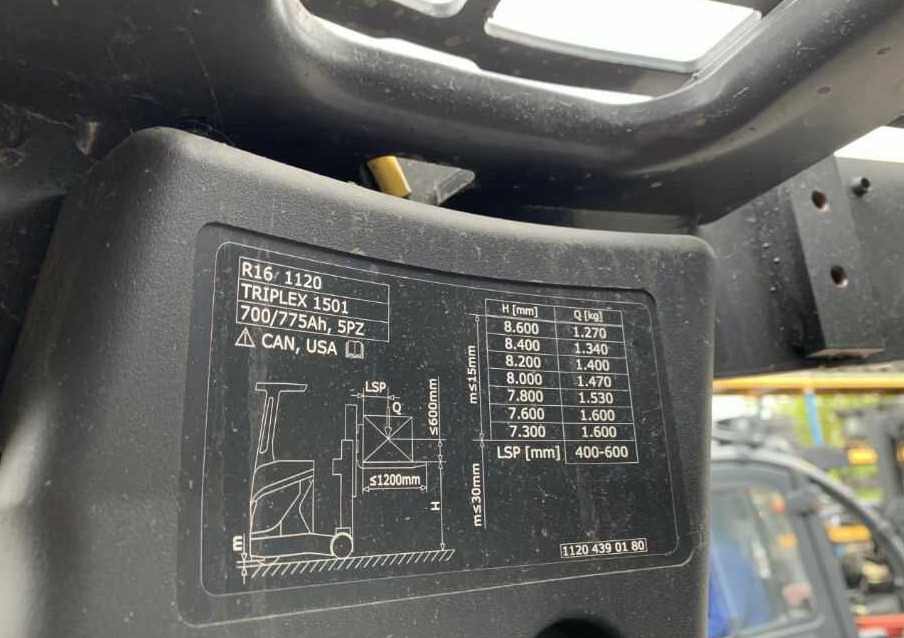 R16 1120
TRIPLEX 1501
700/775Ah, 5PZ
CAN, USA
LSP
Q
≤600mm
≤1200mm
H
m
m≤15mm
m≤30mm
H [mm] Q [kg]
8.600 1.270
8.400 1.340
8.200 1.400
8.000 1.470
7.800 1.530
7.600 1.600
7.300 1.600
LSP [mm] 400-600
1120 439 01 80